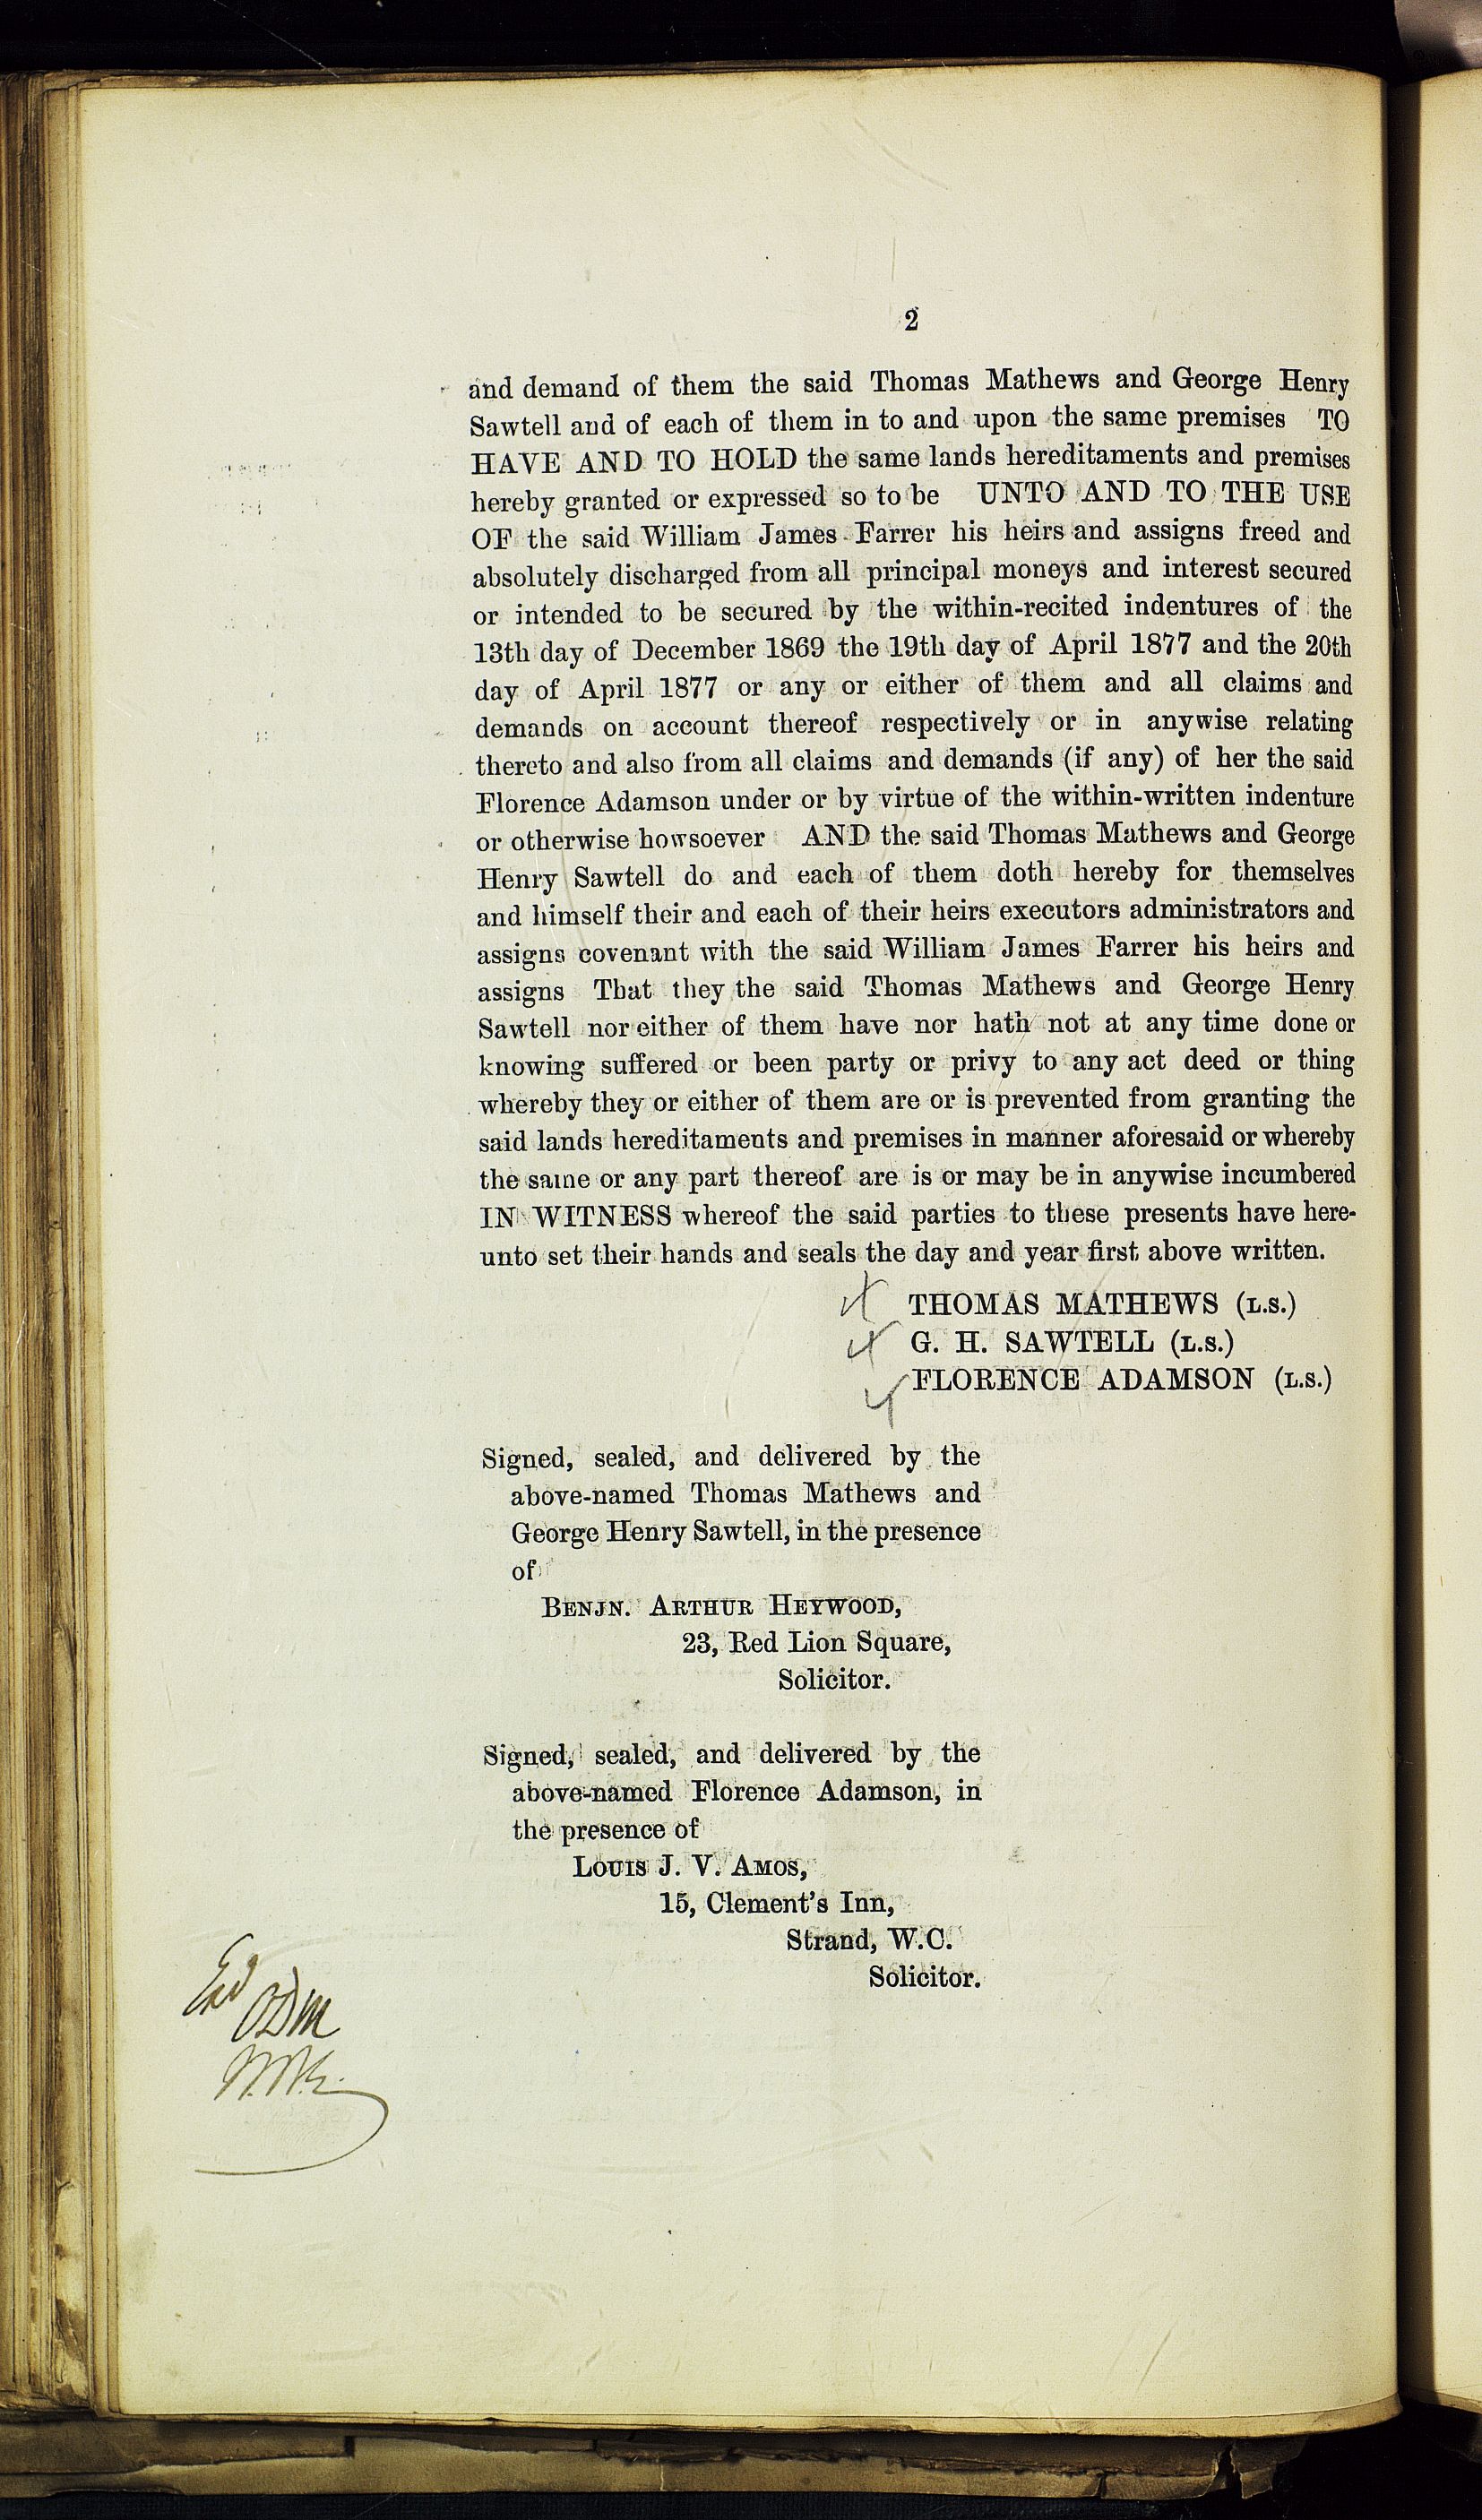 2
and demand of them the said Thomas Mathews and George Henry
Sawtell and of each of them in to and upon the same premises TO
HAVE AND TO HOLD the same lands hereditaments and premises
hereby granted or expressed so to be UNTO AND TO THE USE
OF the said William James Farrer his heirs and assigns freed and
absolutely discharged from all principal moneys and interest secured
or intended to be secured by the within-recited indentures of the
13th day of December 1869 the 19th day of April 1877 and the 20th
day of April 1877 or any or either of them and all claims and
demands on account thereof respectively or in anywise relating
thereto and also from all claims and demands (if any) of her the said
Florence Adamson under or by virtue of the within-written indenture
or otherwise howsoever AND the said Thomas Mathews and George
Henry Sawtell do and each of them doth hereby for themselves
and himself their and each of their heirs executors administrators and
assigns covenant with the said William James Farrer his heirs and
assigns That they the said Thomas Mathews and George Henry
Sawtell nor either of them have nor hath not at any time done or
knowing suffered or been party or privy to any act deed or thing
whereby they or either of them are or is prevented from granting the
said lands hereditaments and premises in manner aforesaid or whereby
the same or any part thereof are is or may be in anywise incumbered
IN WITNESS whereof the said parties to these presents have here-
unto set their hands and seals the day and year first above written.
THOMAS MATHEWS (L.S.)
G. H. SAWTELL (L.S.)
FLORENCE ADAMSON (L.S.)
Signed, sealed, and delivered by the
above-named Thomas Mathews and
George Henry Sawtell, in the presence
of
BENJN. ARTHUR HEYWOOD,
23, Red Lion Square,
Solicitor.
Signed, sealed, and delivered by the
above-named Florence Adamson, in
the presence of
LOUIS J. V. AMOS,
15, Clement's Inn,
Strand, W.C.
Solicitor.